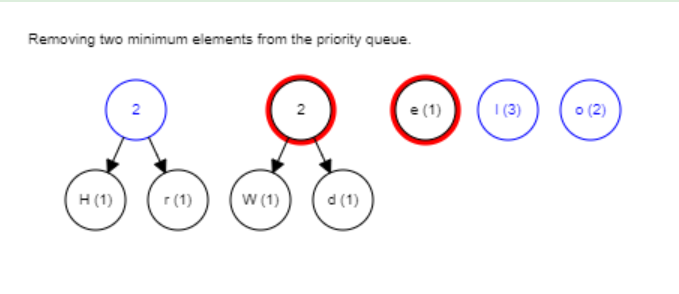 Removing two minimum elements from the priority queue.
2 2 e (1) l (3) o (2)
H (1) r (1) W (1) d (1)